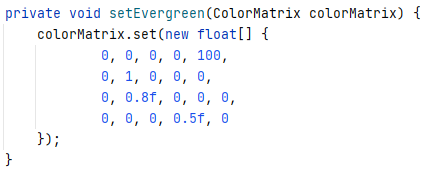 private void setEvergreen(ColorMatrix colorMatrix) {
    colorMatrix.set(new float[] {
            0, 0, 0, 0, 100,
            0, 1, 0, 0, 0,
            0, 0.8f, 0, 0, 0,
            0, 0, 0, 0.5f, 0
    });
}